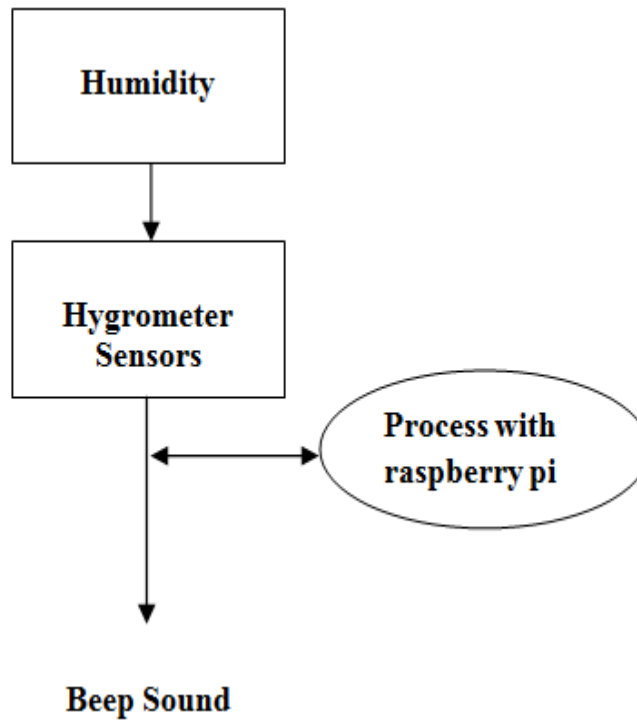 Humidity
Hygrometer
Sensors
Process with
raspberry pi
Beep Sound